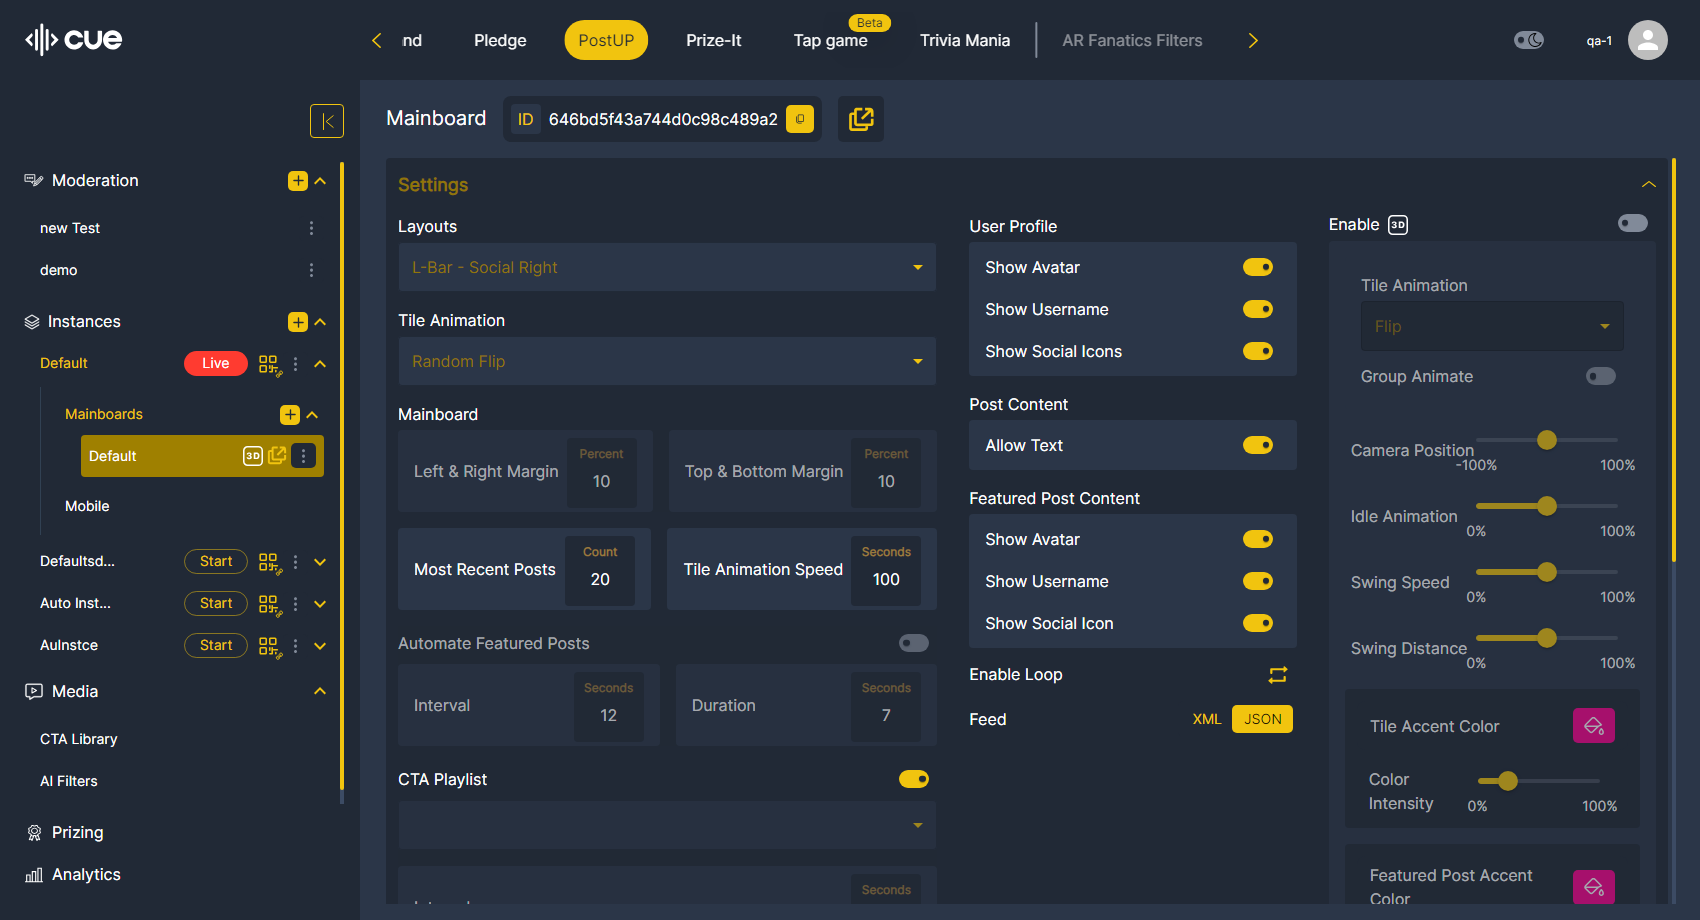 cue
nd
Pledge
PostUP
Prize-It
Beta
Tap game
Trivia Mania
AR Fanatics Filters
qa-1
Mainboard
ID
646bd5f43a744d0c98c489a2
Moderation
new Test
demo
Instances
Default
Live
Mainboards
Default
3D
Mobile
Defaultsd...
Start
Auto Inst...
Start
AuInstce
Start
Media
CTA Library
AI Filters
Prizing
Analytics
Settings
Layouts
L-Bar - Social Right
Tile Animation
Random Flip
Mainboard
Left & Right Margin
Percent
10
Top & Bottom Margin
Percent
10
Most Recent Posts
Count
20
Tile Animation Speed
Seconds
100
Automate Featured Posts
Interval
Seconds
12
Duration
Seconds
7
CTA Playlist
Seconds
User Profile
Show Avatar
Show Username
Show Social Icons
Post Content
Allow Text
Featured Post Content
Show Avatar
Show Username
Show Social Icon
Enable Loop
Feed
XML
JSON
Enable 3D
Tile Animation
Flip
Group Animate
Camera Position
-100%
100%
Idle Animation
0%
100%
Swing Speed
0%
100%
Swing Distance
0%
100%
Tile Accent Color
Color
Intensity
0%
100%
Featured Post Accent
Color